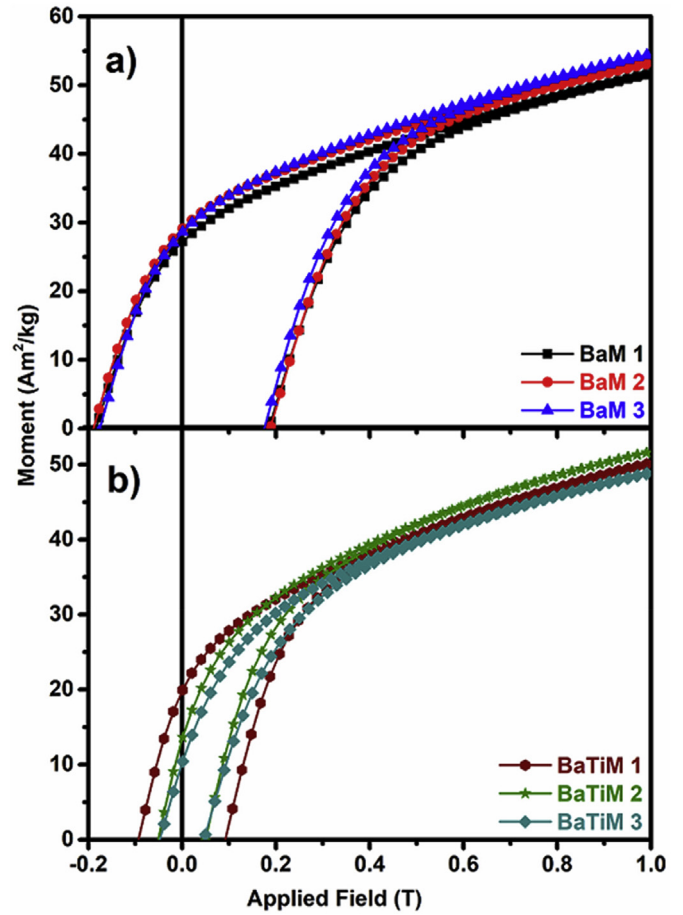 60
a)
50
40
30
20
10
0
BaM 1
BaM 2
BaM 3
Moment (Am²/kg)
b)
50
40
30
20
10
0
BaTiM 1
BaTiM 2
BaTiM 3
-0.2 0.0 0.2 0.4 0.6 0.8 1.0
Applied Field (T)